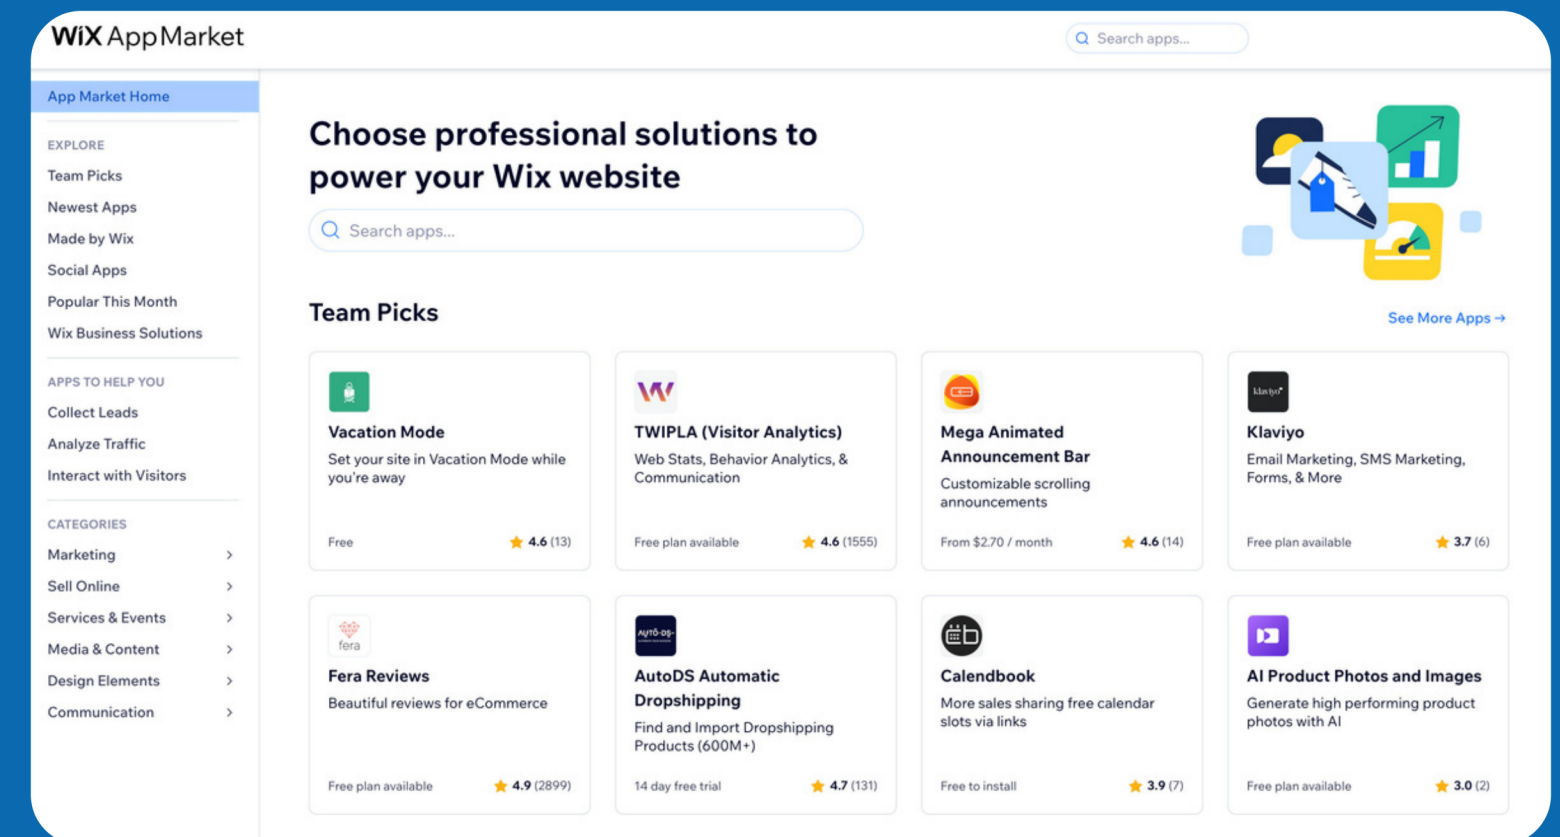 WiX App Market
Search apps...
App Market Home
EXPLORE
Team Picks
Newest Apps
Made by Wix
Social Apps
Popular This Month
Wix Business Solutions
APPS TO HELP YOU
Collect Leads
Analyze Traffic
Interact with Visitors
CATEGORIES
Marketing
Sell Online
Services & Events
Media & Content
Design Elements
Communication
Choose professional solutions to
power your Wix website
Search apps...
Team Picks
See More Apps →
Vacation Mode
Set your site in Vacation Mode while
you're away
Free
4.6 (13)
TWIPLA (Visitor Analytics)
Web Stats, Behavior Analytics, &
Communication
Free plan available
4.6 (1555)
Mega Animated
Announcement Bar
Customizable scrolling
announcements
From $2.70 / month
4.6 (14)
klaviyo
Klaviyo
Email Marketing, SMS Marketing,
Forms, & More
Free plan available
3.7 (6)
fera
Fera Reviews
Beautiful reviews for eCommerce
Free plan available
4.9 (2899)
AUTO-DS-
AutoDS Automatic
Dropshipping
Find and Import Dropshipping
Products (600M+)
14 day free trial
4.7 (131)
Calendbook
More sales sharing free calendar
slots via links
Free to install
3.9 (7)
AI Product Photos and Images
Generate high performing product
photos with AI
Free plan available
3.0 (2)